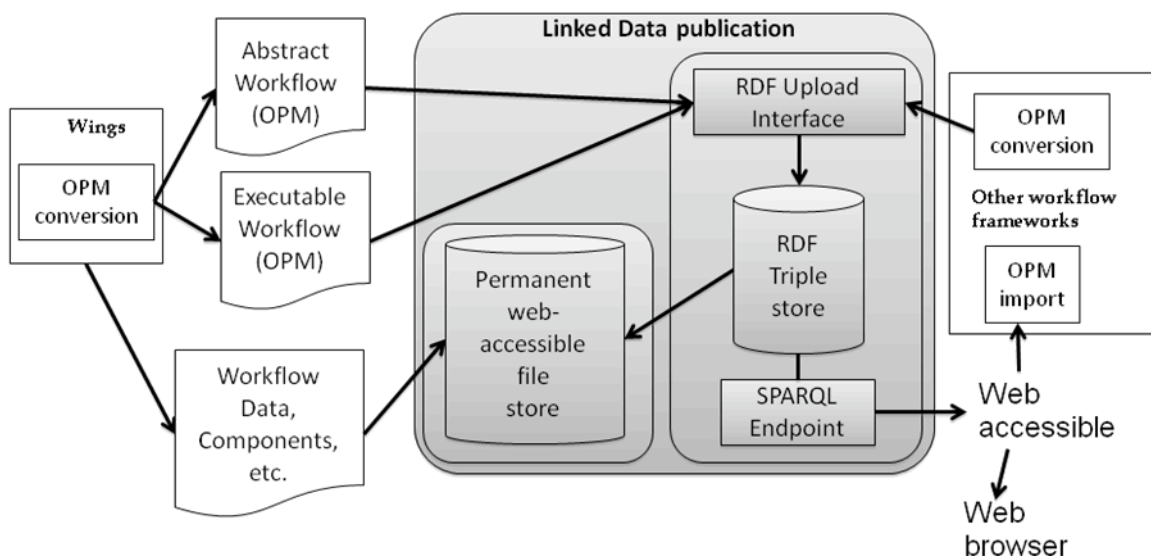 Linked Data publication
Wings
OPM
conversion
Abstract
Workflow
(OPM)
Executable
Workflow
(OPM)
Workflow
Data,
Components,
etc.
Permanent
web-
accessible
file
store
RDF Upload
Interface
RDF
Triple
store
SPARQL
Endpoint
OPM
conversion
Other workflow
frameworks
OPM
import
Web
accessible
Web
browser